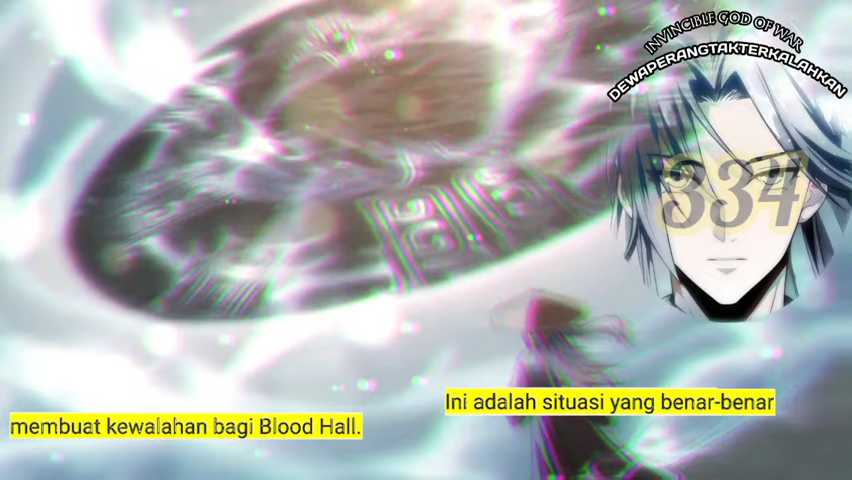 INVINCIBLE GOD OF WAR
DEWAPERANGTAKTERKALAHKAN
334
Ini adalah situasi yang benar-benar
membuat kewalahan bagi Blood Hall.